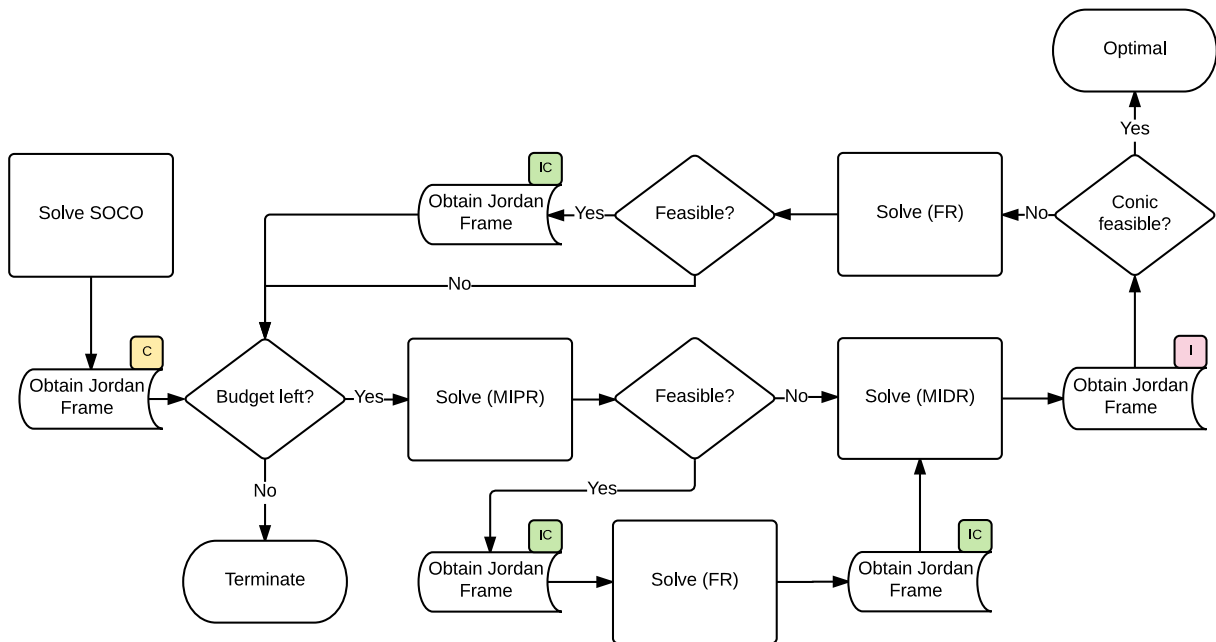 Optimal
Yes
IC
Solve SOCO
Obtain Jordan
Frame
Yes
Feasible?
Solve (FR)
No
Conic
feasible?
No
C
I
Obtain Jordan
Frame
Budget left?
Yes
Solve (MIPR)
Feasible?
No
Solve (MIDR)
Obtain Jordan
Frame
No
Yes
IC
IC
Terminate
Obtain Jordan
Frame
Solve (FR)
Obtain Jordan
Frame